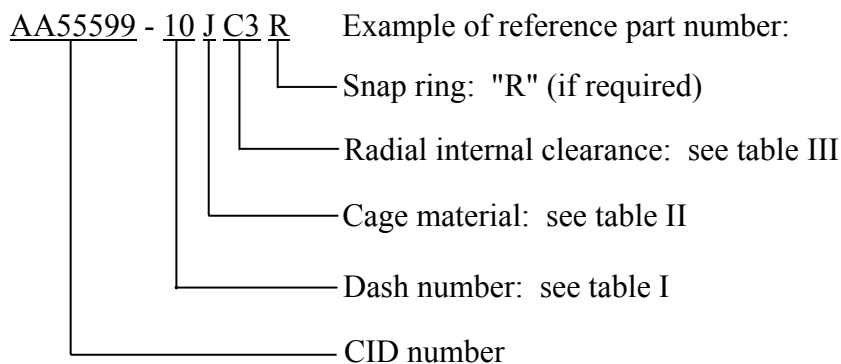 AA55599 - 10 J C3 R Example of reference part number:
Snap ring: "R" (if required)
Radial internal clearance: see table III
Cage material: see table II
Dash number: see table I
CID number